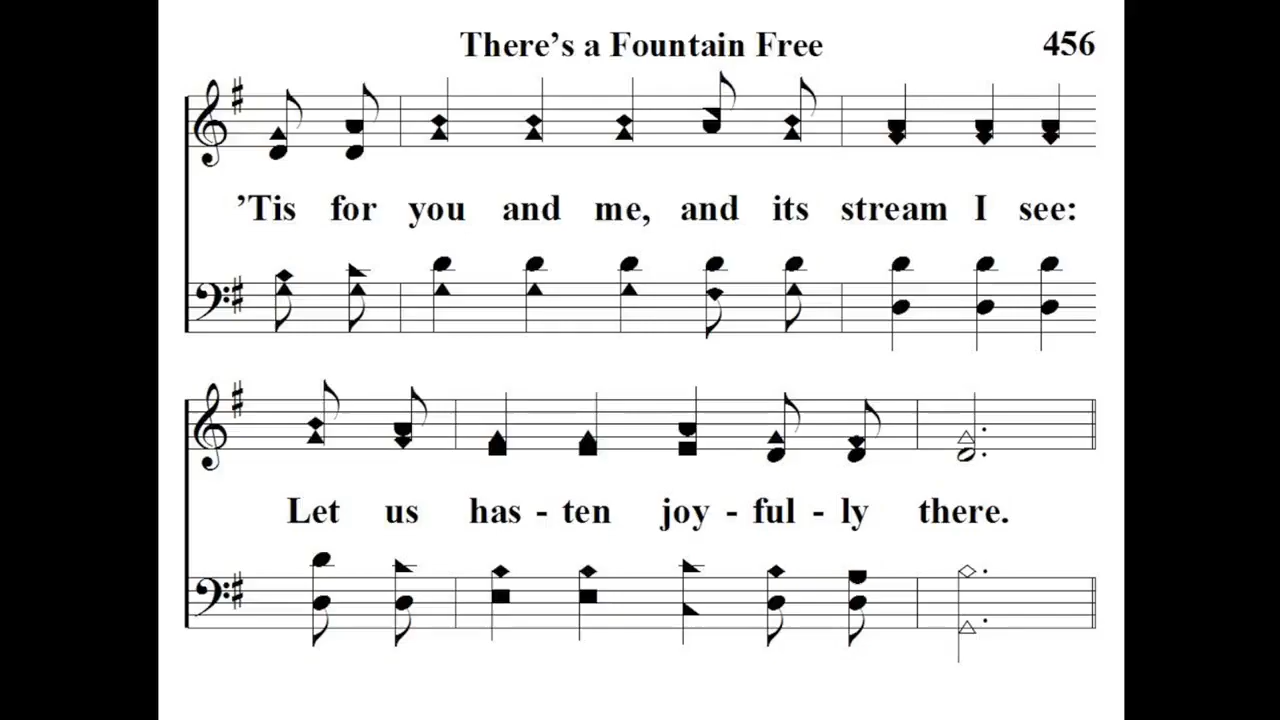 There's a Fountain Free 456
'Tis for you and me, and its stream I see:
Let us has - ten joy - ful - ly there.